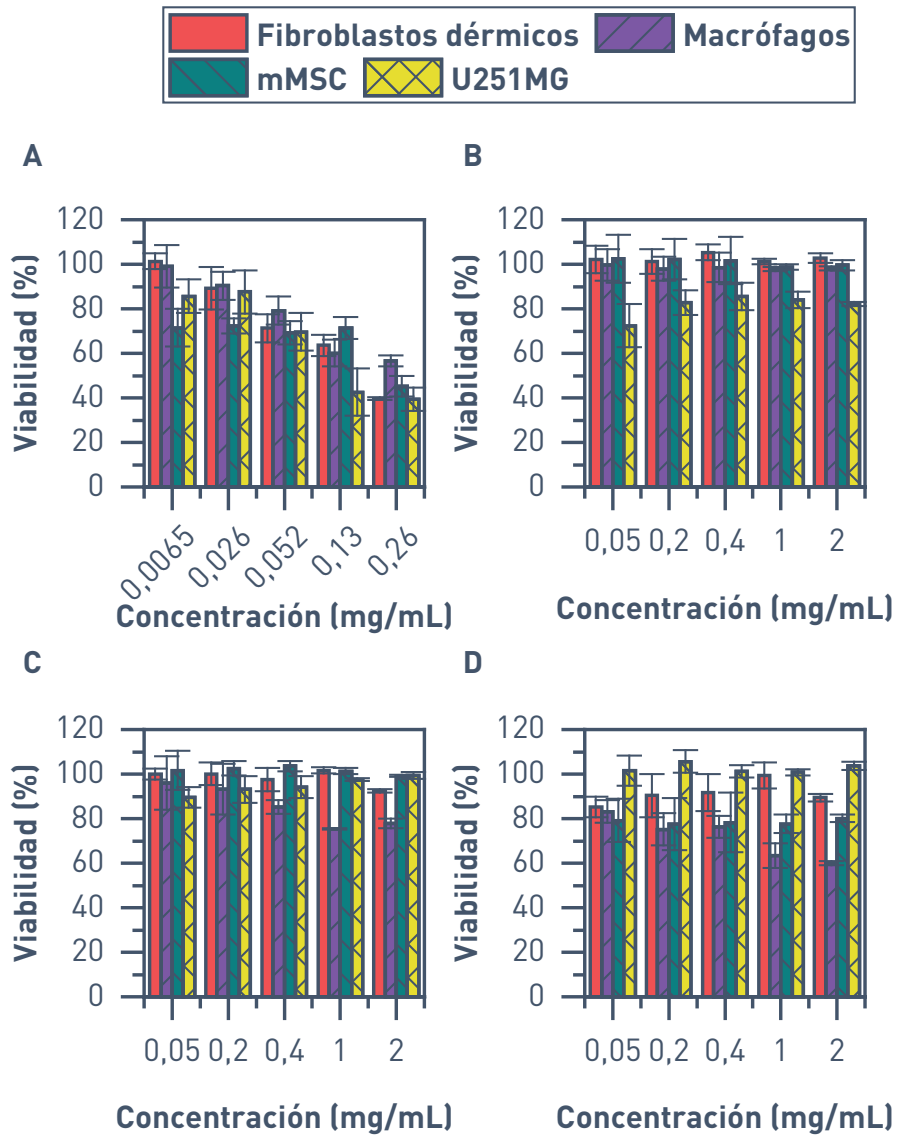 Fibroblastos dérmicos Macrófagos
mMSC U251MG
A
Viabilidad (%)
120
100
80
60
40
20
0
0,0065 0,026 0,052 0,13 0,26
Concentración (mg/mL)
B
Viabilidad (%)
120
100
80
60
40
20
0
0,05 0,2 0,4 1 2
Concentración (mg/mL)
C
Viabilidad (%)
120
100
80
60
40
20
0
0,05 0,2 0,4 1 2
Concentración (mg/mL)
D
Viabilidad (%)
120
100
80
60
40
20
0
0,05 0,2 0,4 1 2
Concentración (mg/mL)